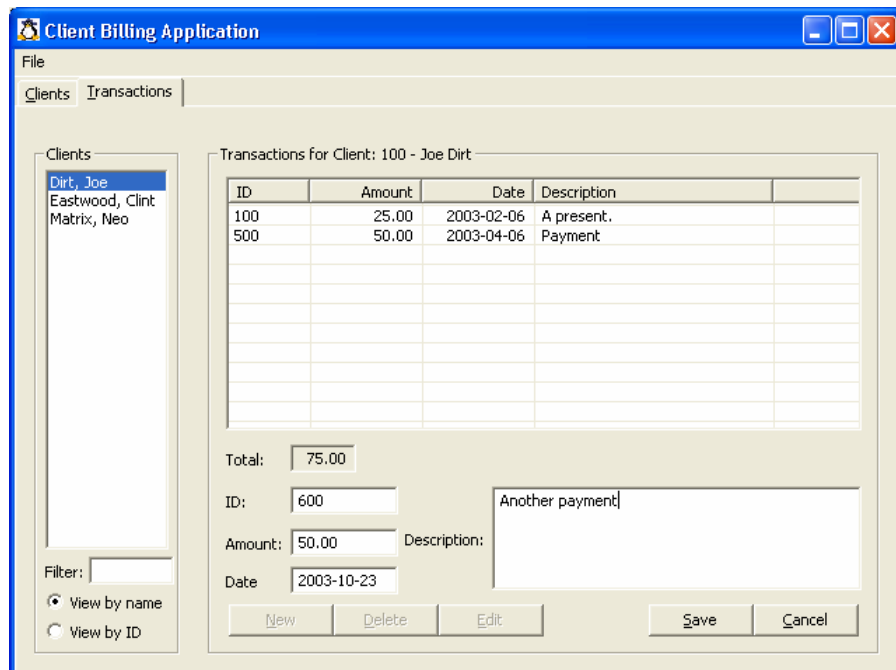 Client Billing Application
File
Clients Transactions
Clients
Dirt, Joe
Eastwood, Clint
Matrix, Neo
Filter:
View by name
View by ID
Transactions for Client: 100 - Joe Dirt
ID Amount Date Description
100 25.00 2003-02-06 A present.
500 50.00 2003-04-06 Payment
Total: 75.00
ID: 600
Amount: 50.00
Date 2003-10-23
Description: Another payment
New Delete Edit Save Cancel